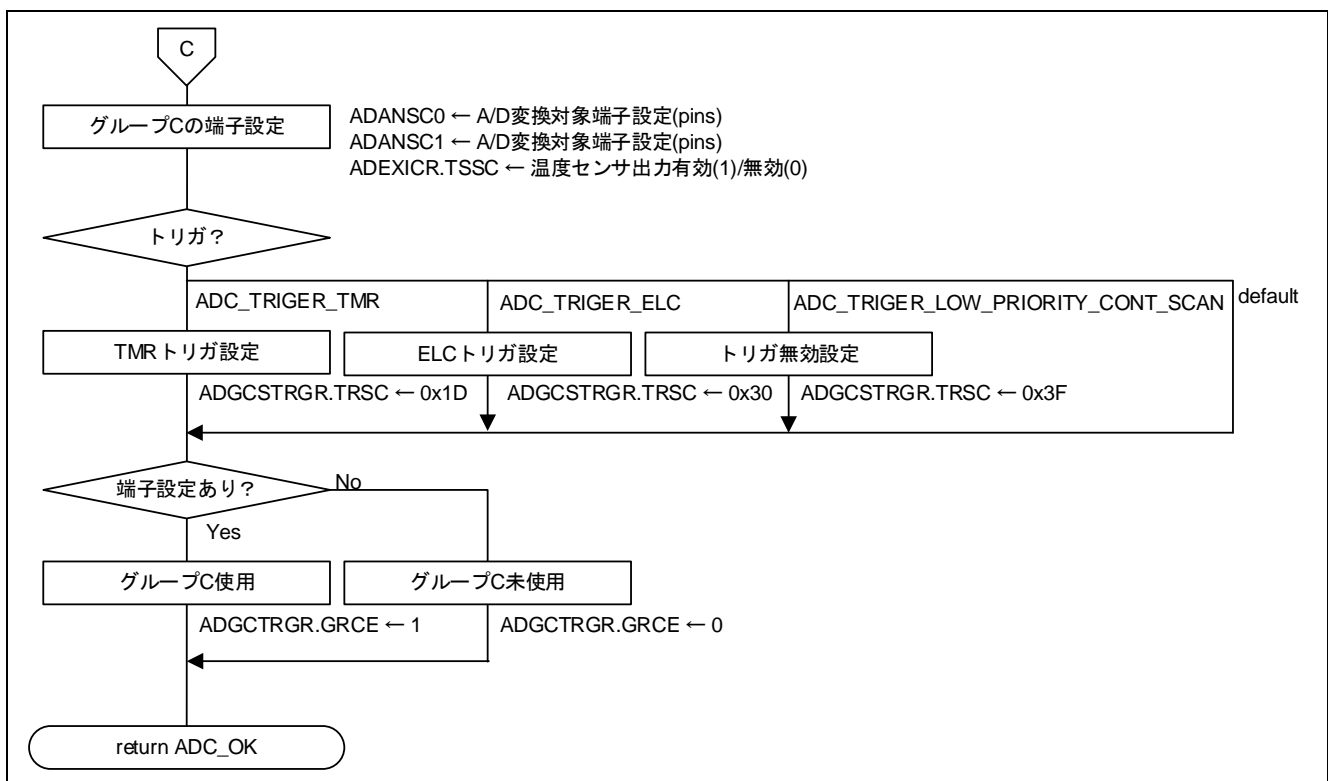 C
グループCの端子設定
ADANSC0 ← A/D変換対象端子設定(pins)
ADANSC1 ← A/D変換対象端子設定(pins)
ADEXICR.TSSC ← 温度センサ出力有効(1)/無効(0)
トリガ？
ADC_TRIGER_TMR
ADC_TRIGER_ELC
ADC_TRIGER_LOW_PRIORITY_CONT_SCAN
default
TMRトリガ設定
ELCトリガ設定
トリガ無効設定
ADGCSTRGR.TRSC ← 0x1D
ADGCSTRGR.TRSC ← 0x30
ADGCSTRGR.TRSC ← 0x3F
端子設定あり？
No
Yes
グループC使用
グループC未使用
ADGCTRGR.GRCE ← 1
ADGCTRGR.GRCE ← 0
return ADC_OK